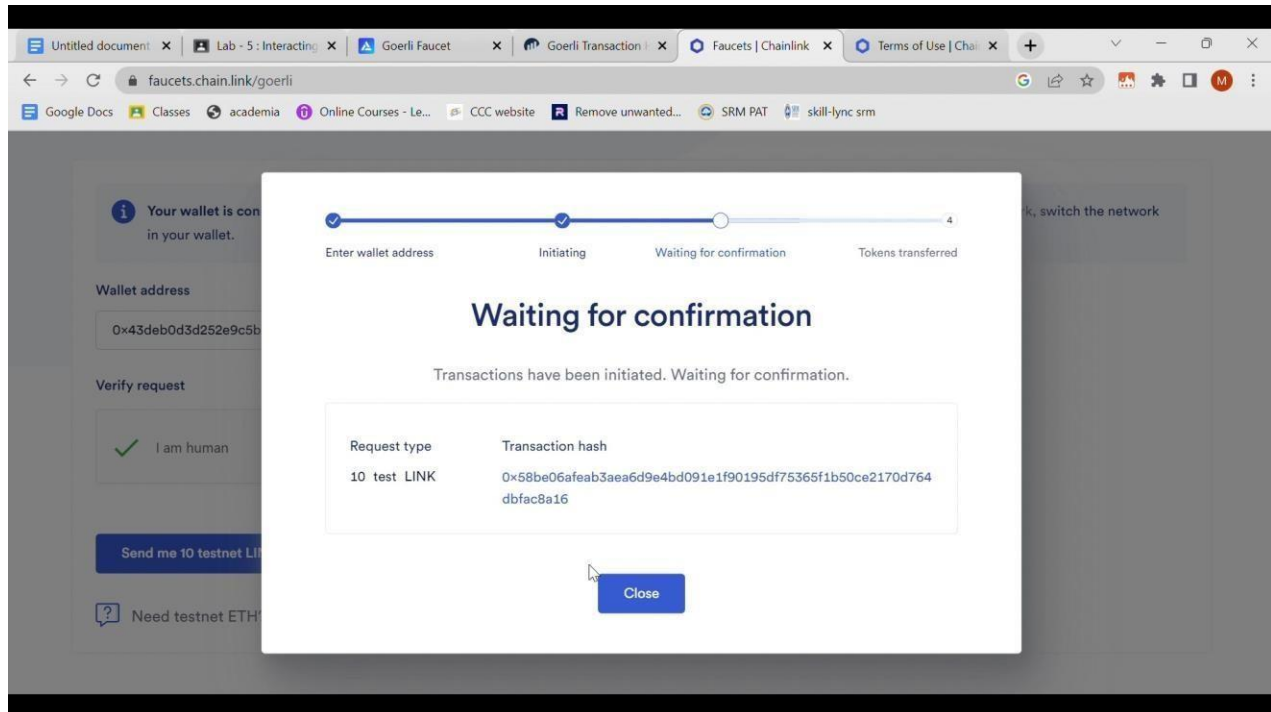 Untitled document
Lab - 5 : Interacting
Goerli Faucet
Goerli Transaction
Faucets | Chainlink
Terms of Use | Chai
faucets.chain.link/goerli
G
M
Google Docs
Classes
academia
Online Courses - Le...
CCC website
Remove unwanted...
SRM PAT
skill-lync srm
Your wallet is con
k, switch the network
in your wallet.
Wallet address
0x43deb0d3d252e9c5b
Verify request
I am human
Send me 10 testnet LI
Need testnet ETH
4
Enter wallet address
Initiating
Waiting for confirmation
Tokens transferred
Waiting for confirmation
Transactions have been initiated. Waiting for confirmation.
Request type
Transaction hash
10 test LINK
0x58be06afeab3aea6d9e4bd091e1f90195df75365f1b50ce2170d764
dbfac8a16
Close